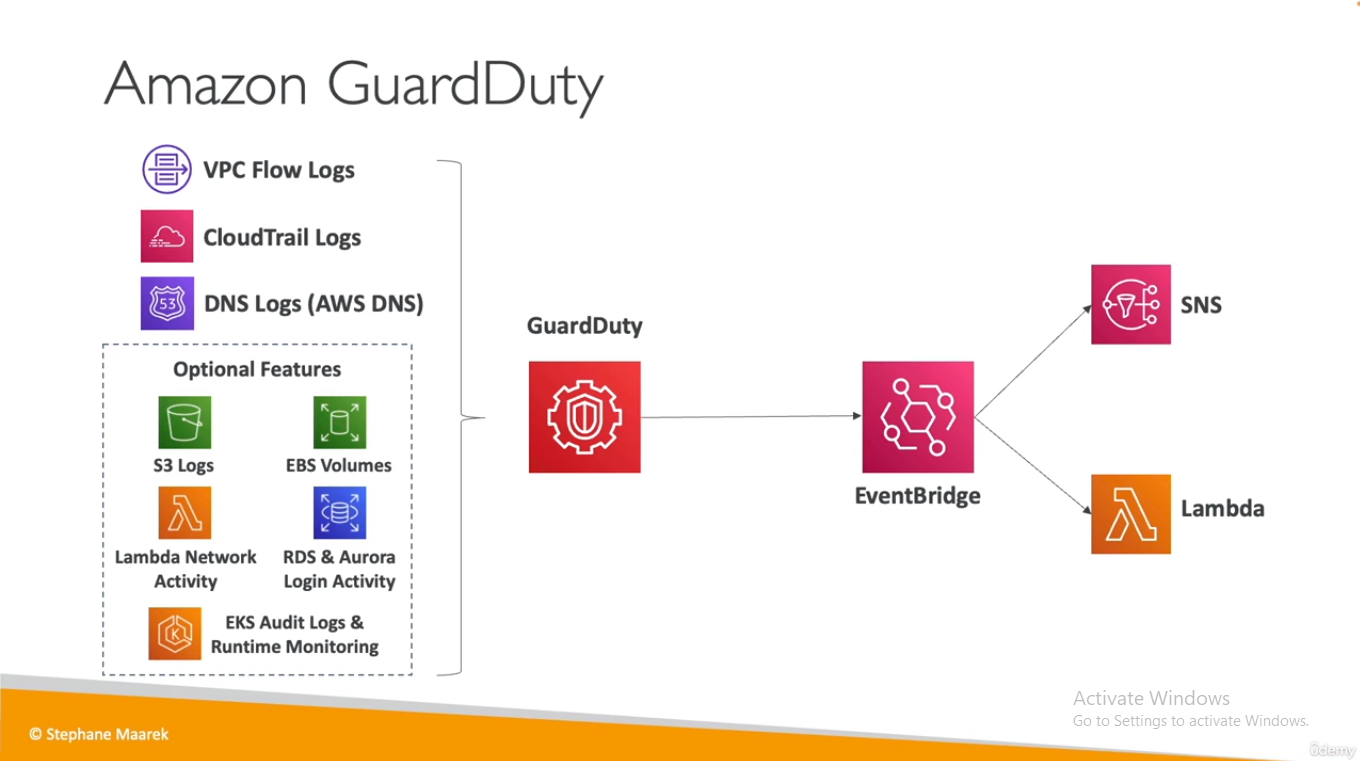 Amazon GuardDuty
VPC Flow Logs
CloudTrail Logs
53
DNS Logs (AWS DNS)
Optional Features
S3 Logs
EBS Volumes
Lambda Network
Activity
RDS & Aurora
Login Activity
K
EKS Audit Logs &
Runtime Monitoring
GuardDuty
EventBridge
SNS
Lambda
Activate Windows
Go to Settings to activate Windows.
© Stephane Maarek
ûdemy